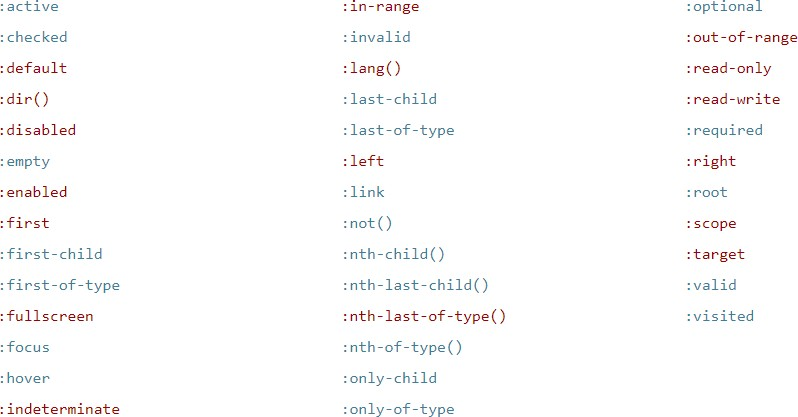 :active
:checked
:default
:dir()
:disabled
:empty
:enabled
:first
:first-child
:first-of-type
:fullscreen
:focus
:hover
:indeterminate
:in-range
:invalid
:lang()
:last-child
:last-of-type
:left
:link
:not()
:nth-child()
:nth-last-child()
:nth-last-of-type()
:nth-of-type()
:only-child
:only-of-type
:optional
:out-of-range
:read-only
:read-write
:required
:right
:root
:scope
:target
:valid
:visited